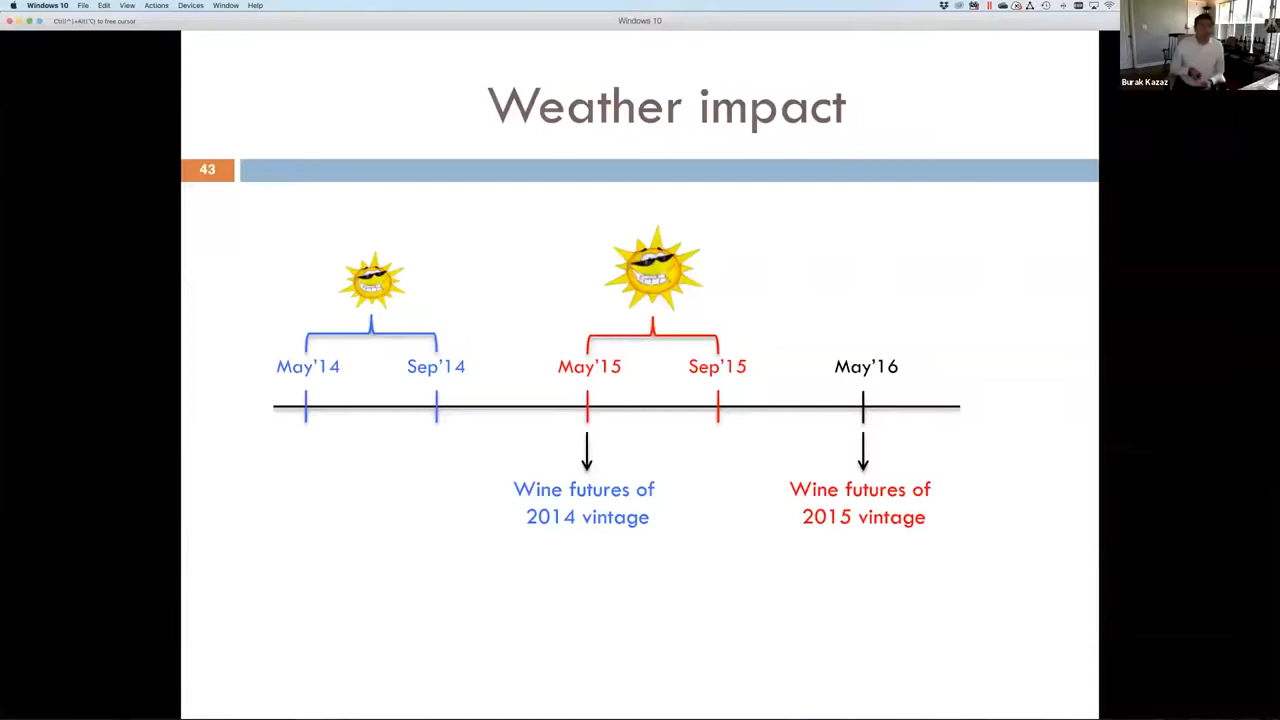 Windows 10 File Edit View Actions Devices Window Help
Ctrl(^)+Alt(⌥) to free cursor
Windows 10
Burak Kazaz
Weather impact
43
May'14 Sep'14 May'15 Sep'15 May'16
Wine futures of
2014 vintage
Wine futures of
2015 vintage